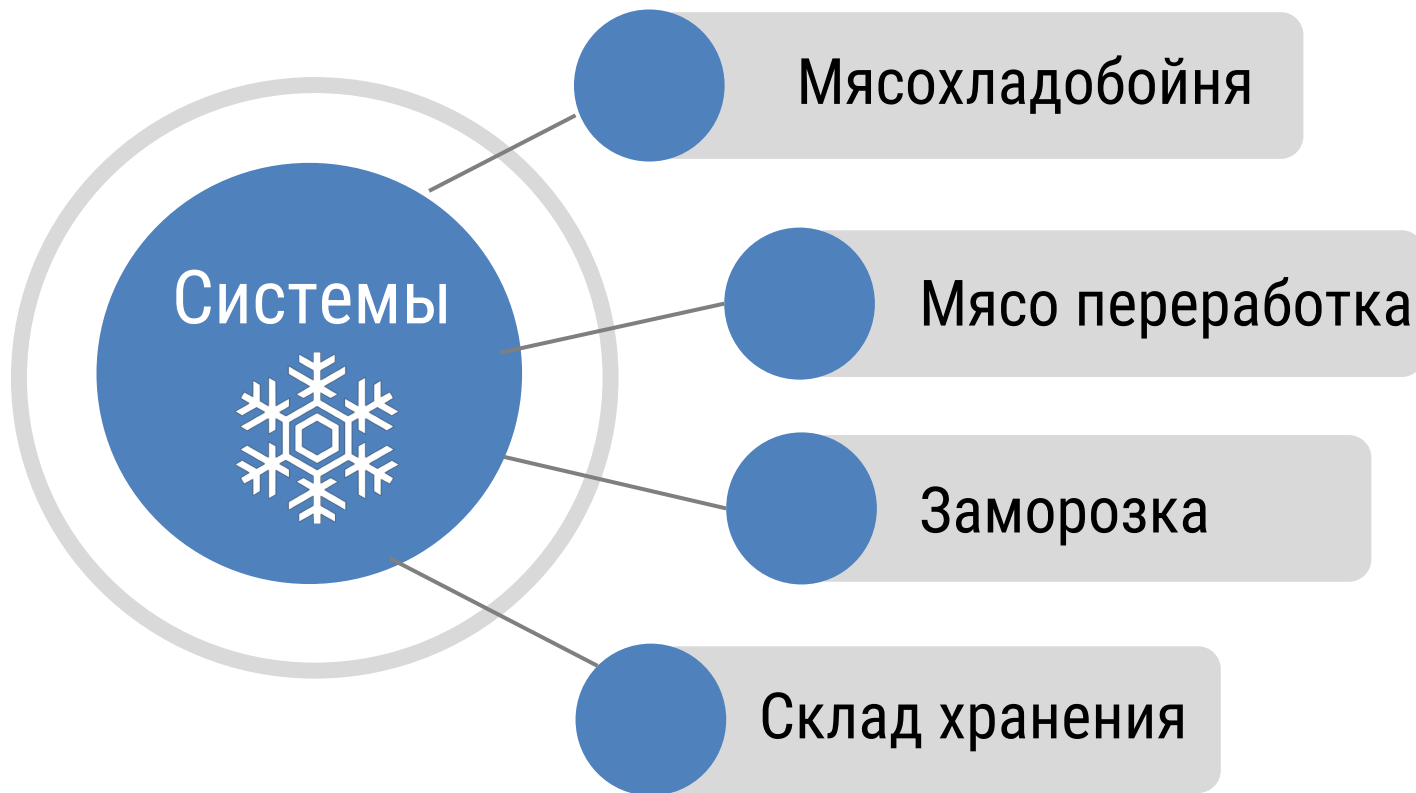 Мясохладобойня
Системы
Мясо переработка
Заморозка
Склад хранения